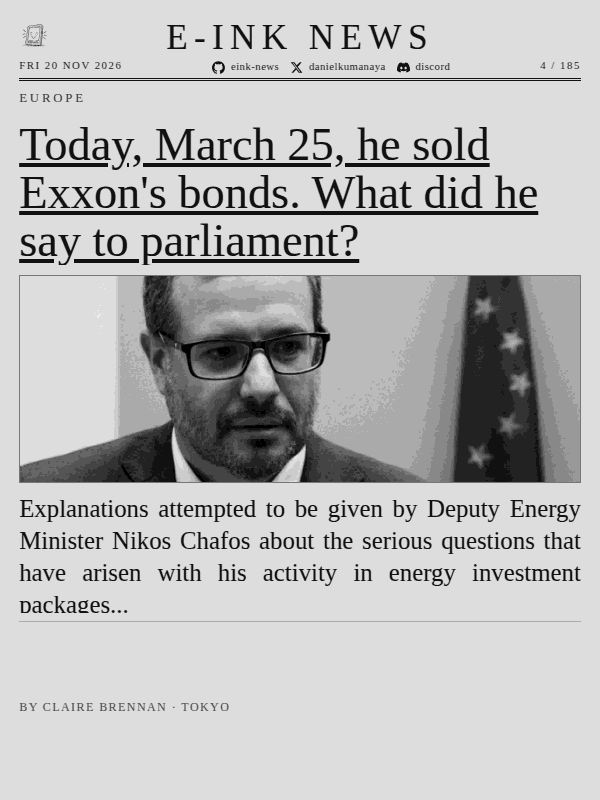 E-INK NEWS
FRI 20 NOV 2026
eink-news danielkumanaya discord
4 / 185
EUROPE
Today, March 25, he sold
Exxon's bonds. What did he
say to parliament?
Explanations attempted to be given by Deputy Energy
Minister Nikos Chafos about the serious questions that
have arisen with his activity in energy investment
packages...
BY CLAIRE BRENNAN · TOKYO